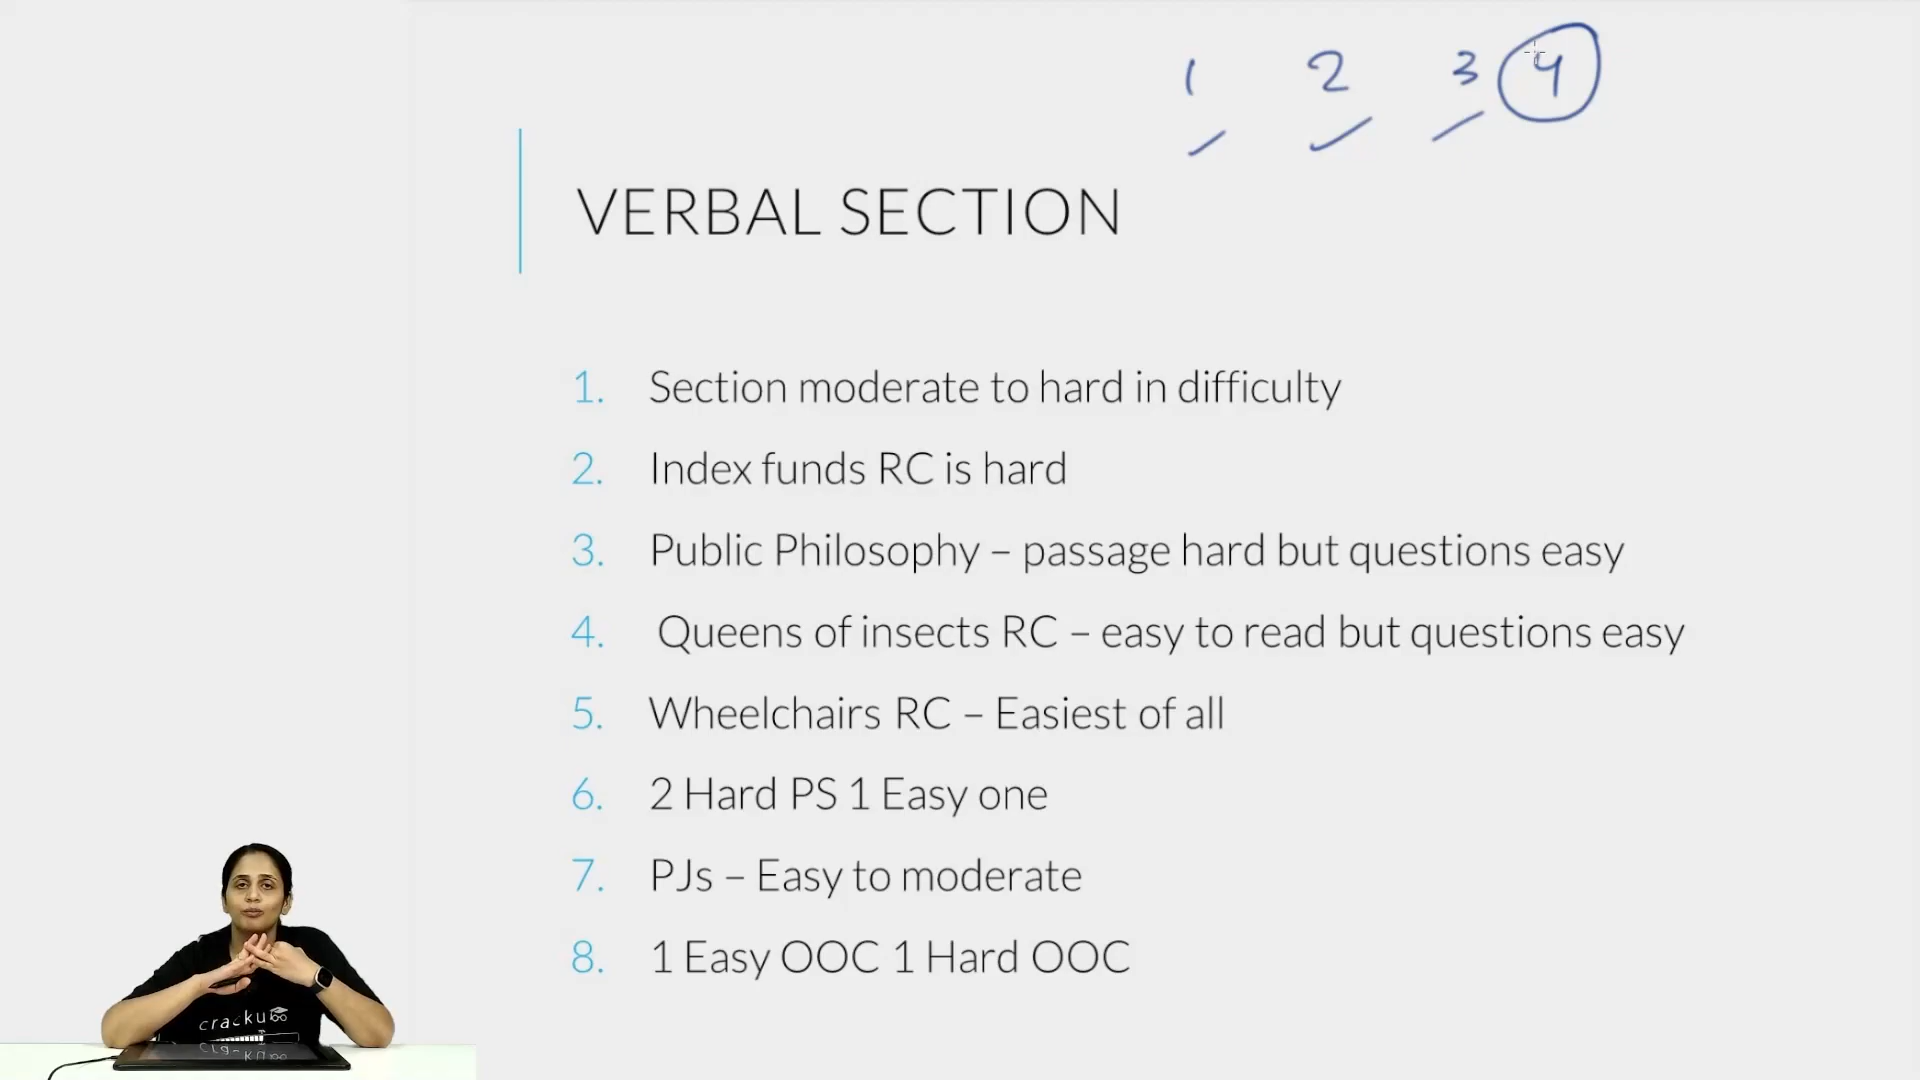 1 2 3 4
VERBAL SECTION
1. Section moderate to hard in difficulty
2. Index funds RC is hard
3. Public Philosophy – passage hard but questions easy
4. Queens of insects RC – easy to read but questions easy
5. Wheelchairs RC – Easiest of all
6. 2 Hard PS 1 Easy one
7. PJs – Easy to moderate
8. 1 Easy OOC 1 Hard OOC
cracku